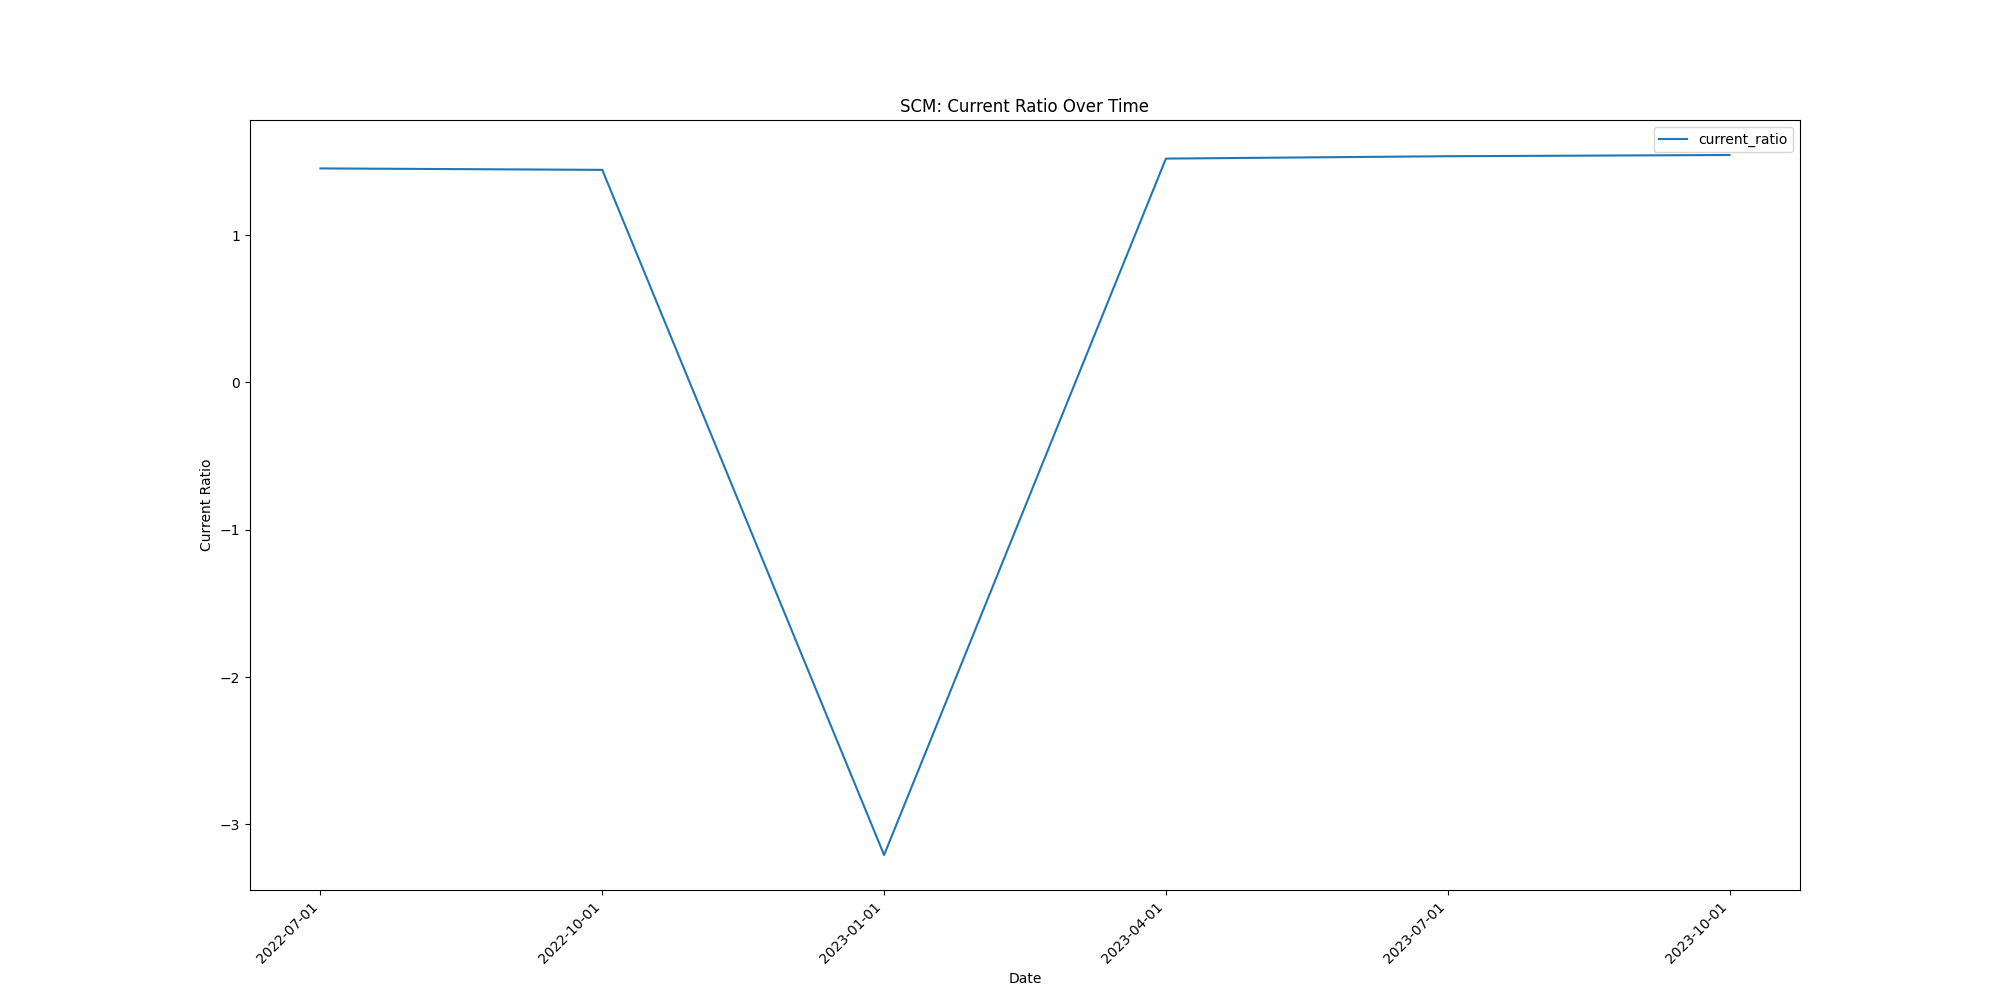 SCM: Current Ratio Over Time
current_ratio
Current Ratio
1
0
−1
−2
−3
2022-07-01
2022-10-01
2023-01-01
2023-04-01
2023-07-01
2023-10-01
Date